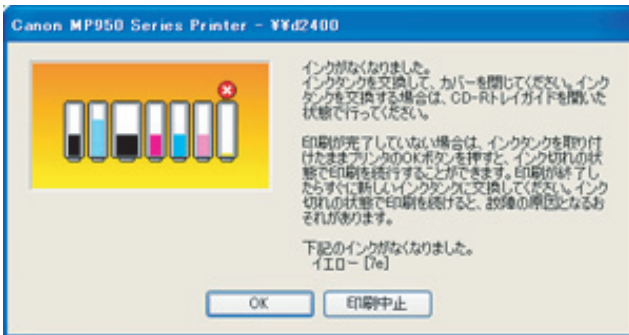 Canon MP950 Series Printer - ¥¥d2400
インクがなくなりました。
インクタンクを交換して、カバーを閉じてください。インク
タンクを交換する場合は、CD-Rトレイガイドを開いた
状態で行ってください。
印刷が完了していない場合は、インクタンクを取り付
けたままプリンタのOKボタンを押すと、インク切れの状
態で印刷を続行することができます。印刷が終了し
たらすぐに新しいインクタンクに交換してください。インク
切れの状態で印刷を続けると、故障の原因となるお
それがあります。
下記のインクがなくなりました。
イエロー [7e]
OK
印刷中止